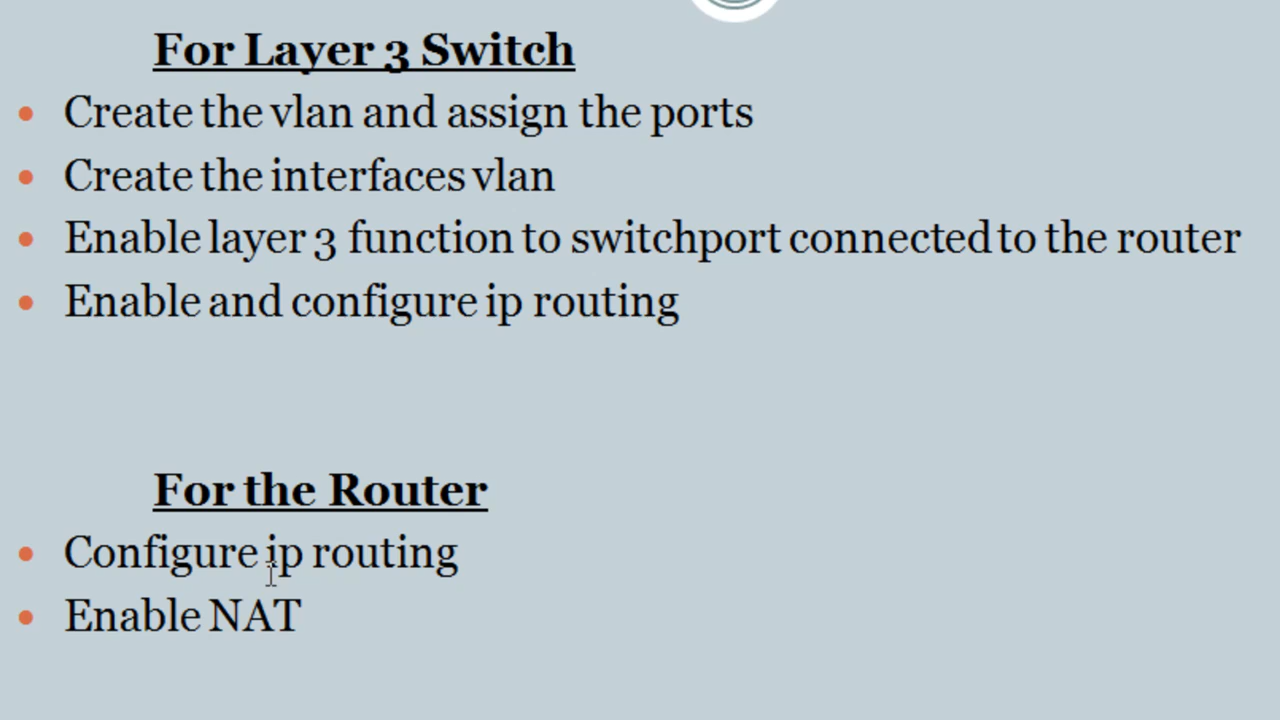 For Layer 3 Switch
Create the vlan and assign the ports
Create the interfaces vlan
Enable layer 3 function to switchport connected to the router
Enable and configure ip routing
For the Router
Configure ip routing
Enable NAT